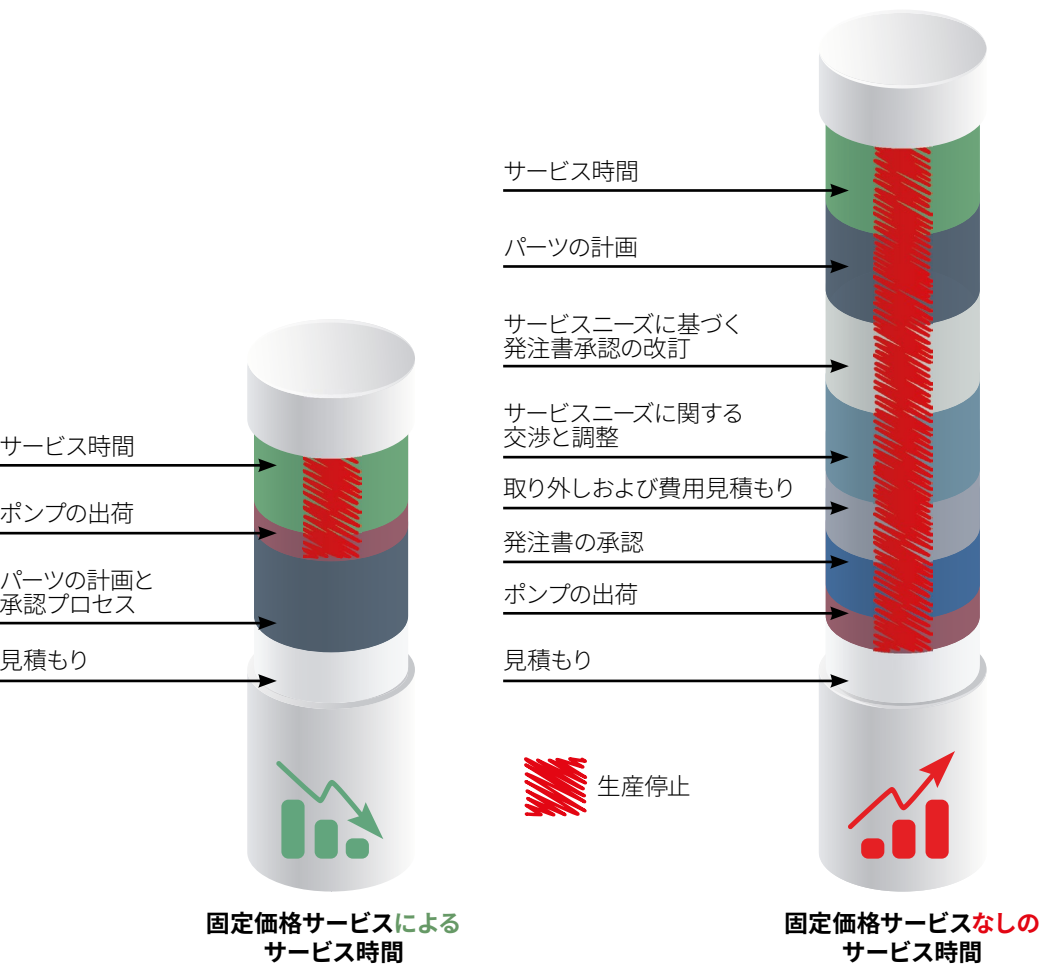 サービス時間
ポンプの出荷
パーツの計画と
承認プロセス
見積もり
固定価格サービスによる
サービス時間
サービス時間
パーツの計画
サービスニーズに基づく
発注書承認の改訂
サービスニーズに関する
交渉と調整
取り外しおよび費用見積もり
発注書の承認
ポンプの出荷
見積もり
生産停止
固定価格サービスなしの
サービス時間